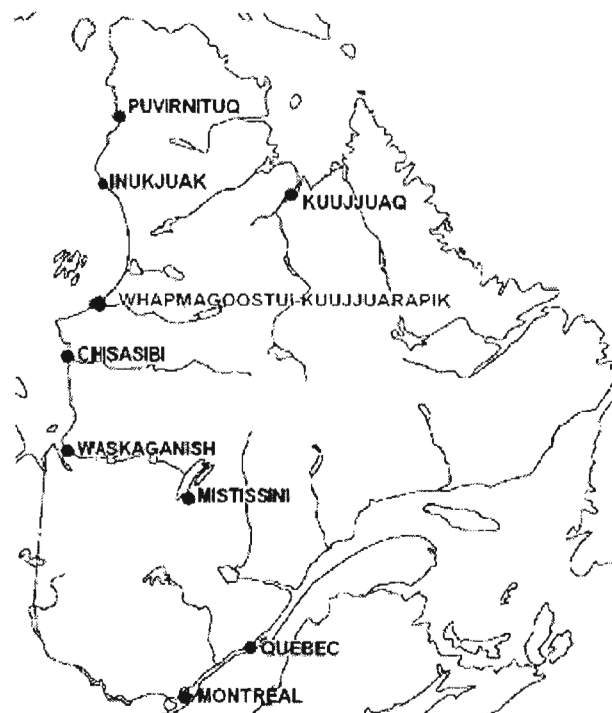 PUVIRNITUQ
INUKJUAK
KUUJJUAQ
WHAPMAGOOSTUI-KUUJJUARAPIK
CHISASIBI
WASKAGANISH
MISTISSINI
QUEBEC
MONTREAL